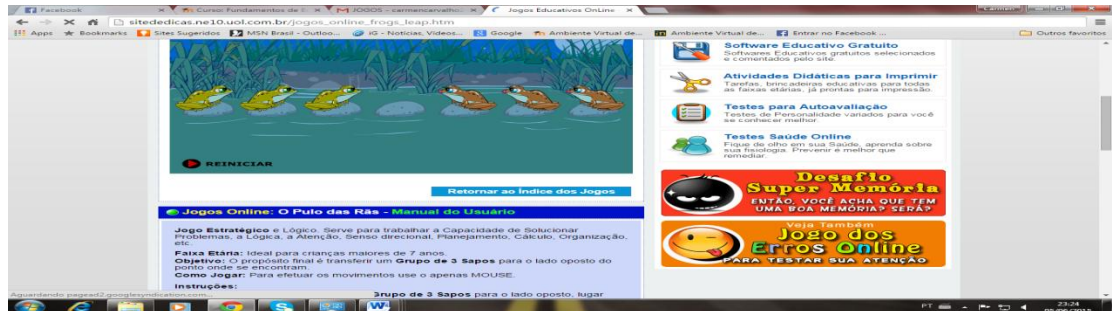 Facebook
Curso Fundamentos de E
JOGOS - carmencarvalho
Jogos Educativos OnLine
sitededicas.ne10.uol.com.br/jogos_online_frogs_leap.htm
Apps
Bookmarks
Sites Sugeridos
MSN Brasil - Outloo...
iG - Notícias, Vídeos...
Google
Ambiente Virtual de...
Ambiente Virtual de...
Entrar no Facebook ...
Outros favoritos
REINICIAR
Retornar ao Índice dos Jogos
Jogos Online: O Pulo das Rãs - Manual do Usuário
Jogo Estratégico e Lógico. Serve para trabalhar a Capacidade de Solucionar
Problemas, a Lógica, a Atenção, Senso direcional, Planejamento, Cálculo, Organização,
etc.
Faixa Etária: Ideal para crianças maiores de 7 anos.
Objetivo: O propósito final é transferir um Grupo de 3 Sapos para o lado oposto do
ponto onde se encontram.
Como Jogar: Para efetuar os movimentos use o apenas MOUSE.
Instruções:
Grupo de 3 Sapos para o lado oposto, lugar
Aguardando pagead2.googlesyndication.com...
Software Educativo Gratuito
Softwares Educativos gratuitos selecionados
e comentados pelo site.
Atividades Didáticas para Imprimir
Tarefas, brincadeiras educativas para todas
as faixas etárias, já prontas para impressão.
Testes para Autoavaliação
Testes de Personalidade variados para você
se conhecer melhor.
Testes Saúde Online
Fique de olho em sua Saúde, aprenda sobre
sua fisiologia. Prevenir é melhor que
remediar.
Desafio
Super Memória
ENTÃO, VOCÊ ACHA QUE TEM
UMA BOA MEMÓRIA? SERÁ?
Veja Também
Jogo dos
Erros Online
PARA TESTAR SUA ATENÇÃO
PT
23:24